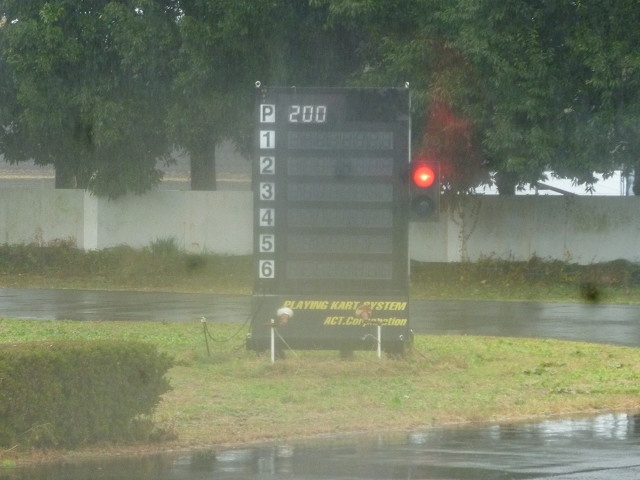 P 200
1
2
3
4
5
6
PLAYING KART SYSTEM
ACT.Corporation